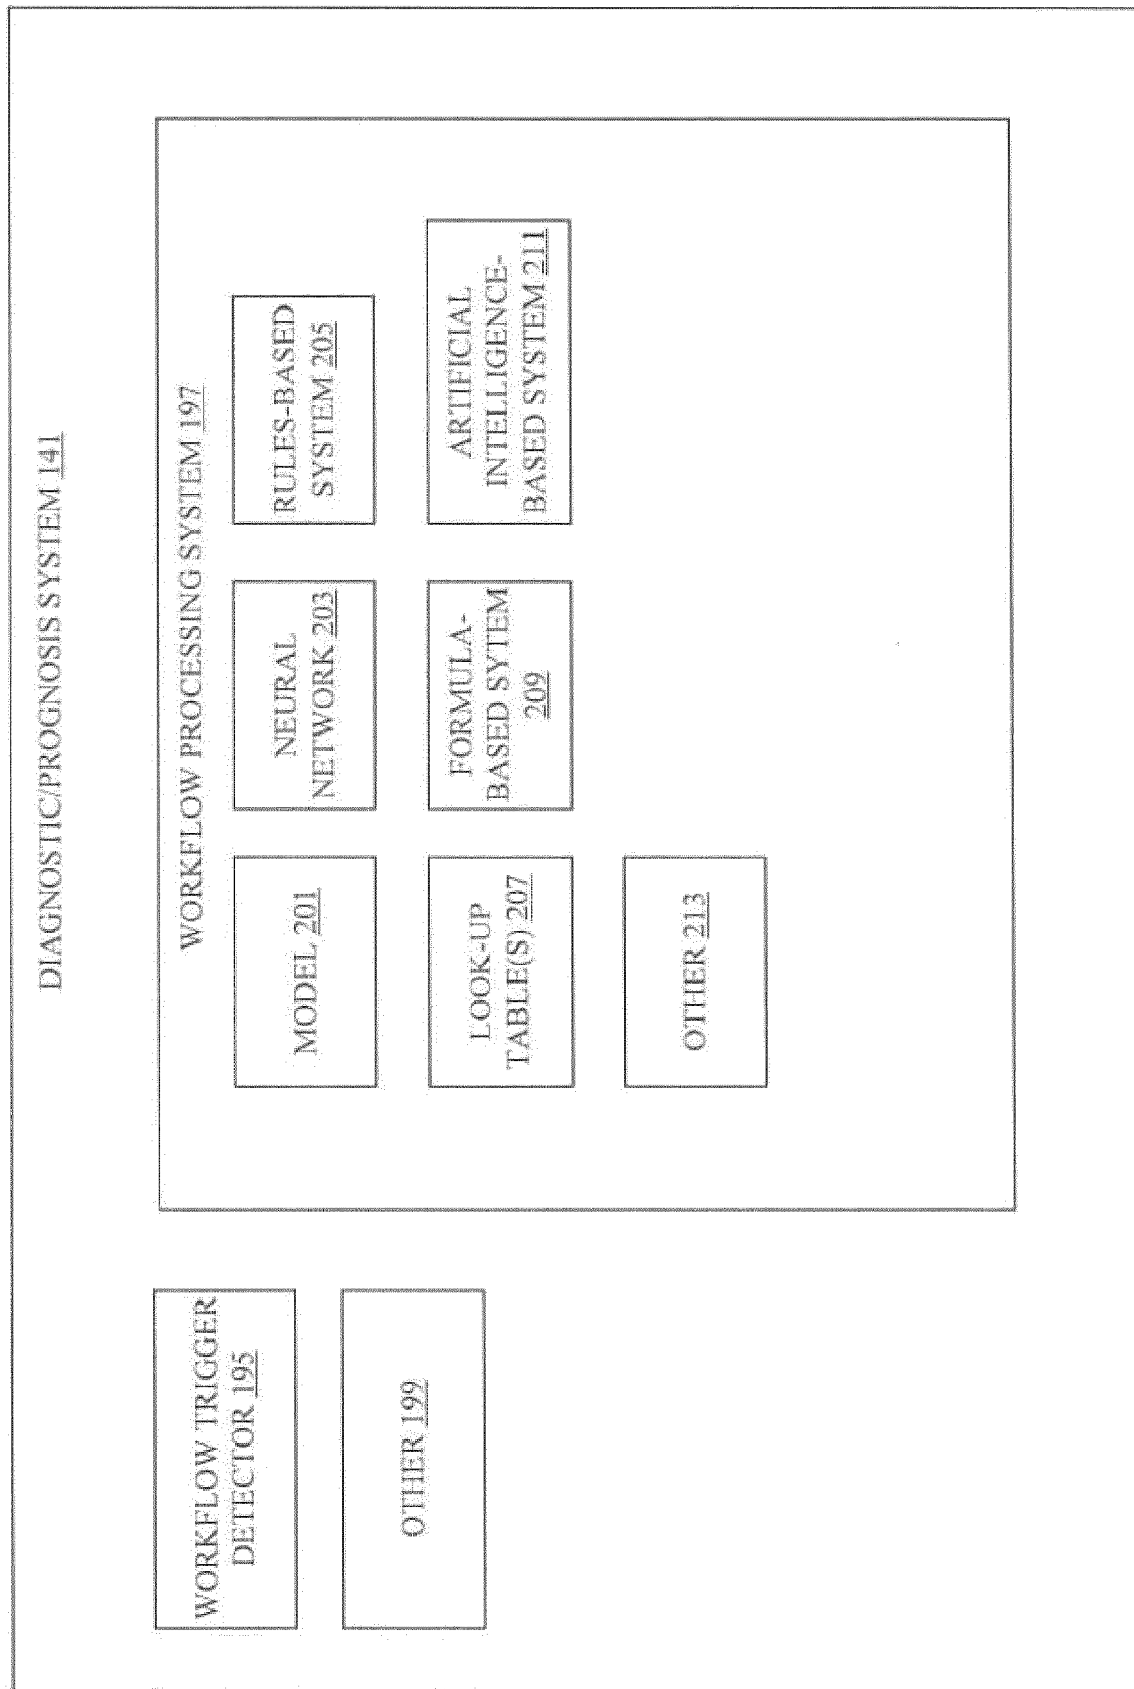 DIAGNOSTIC/PROGNOSIS SYSTEM 141
WORKFLOW TRIGGER
DETECTOR 195
OTHER 199
WORKFLOW PROCESSING SYSTEM 197
MODEL 201
NEURAL
NETWORK 203
RULES-BASED
SYSTEM 205
LOOK-UP
TABLE(S) 207
FORMULA-
BASED SYTEM
209
ARTIFICIAL
INTELLIGENCE-
BASED SYSTEM 211
OTHER 213